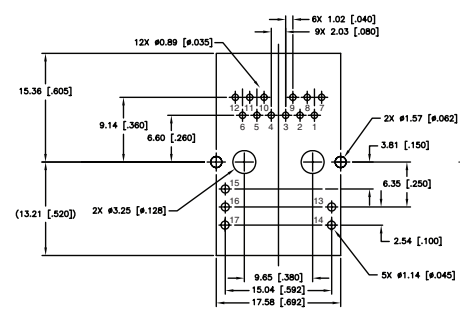 6X 1.02 [.040]
9X 2.03 [.080]
12X ø0.89 [ø.035]
15.36 [.605]
9.14 [.360]
6.60 [.260]
12 11 10 9 8 7
6 5 4 3 2 1
2X ø1.57 [ø.062]
3.81 [.150]
6.35 [.250]
(13.21 [.520])
2X ø3.25 [ø.128]
15
16 13
17 14
2.54 [.100]
5X ø1.14 [ø.045]
9.65 [.380]
15.04 [.592]
17.58 [.692]